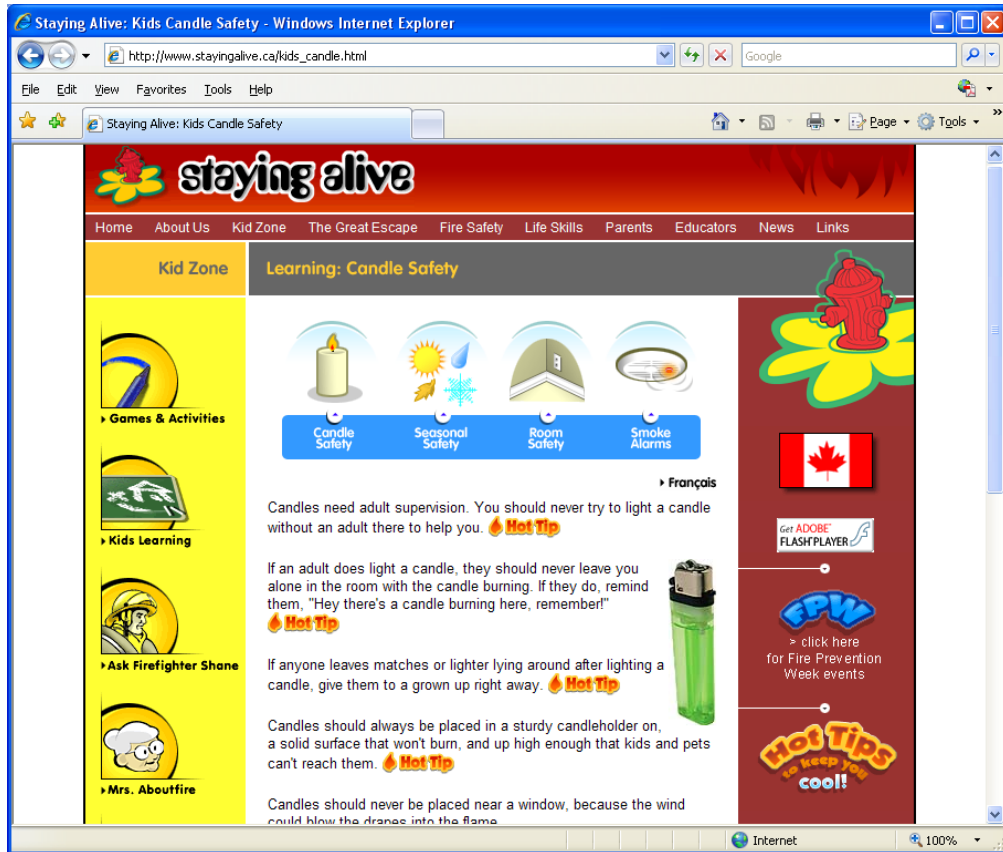 Staying Alive: Kids Candle Safety - Windows Internet Explorer
http://www.stayingalive.ca/kids_candle.html
Google
File Edit View Favorites Tools Help
Staying Alive: Kids Candle Safety
Page Tools »
staying alive
Home About Us Kid Zone The Great Escape Fire Safety Life Skills Parents Educators News Links
Kid Zone
Learning: Candle Safety
Games & Activities
Kids Learning
Ask Firefighter Shane
Mrs. Aboutfire
Candle Safety
Seasonal Safety
Room Safety
Smoke Alarms
Français
Candles need adult supervision. You should never try to light a candle
without an adult there to help you. Hot Tip
If an adult does light a candle, they should never leave you
alone in the room with the candle burning. If they do, remind
them, "Hey there's a candle burning here, remember!"
Hot Tip
If anyone leaves matches or lighter lying around after lighting a
candle, give them to a grown up right away. Hot Tip
Candles should always be placed in a sturdy candleholder on,
a solid surface that won't burn, and up high enough that kids and pets
can't reach them. Hot Tip
Candles should never be placed near a window, because the wind
could blow the drapes into the flame.
Get ADOBE®
FLASH® PLAYER
FPW
> click here
for Fire Prevention
Week events
Hot Tips
to keep you
cool!
Internet
100%